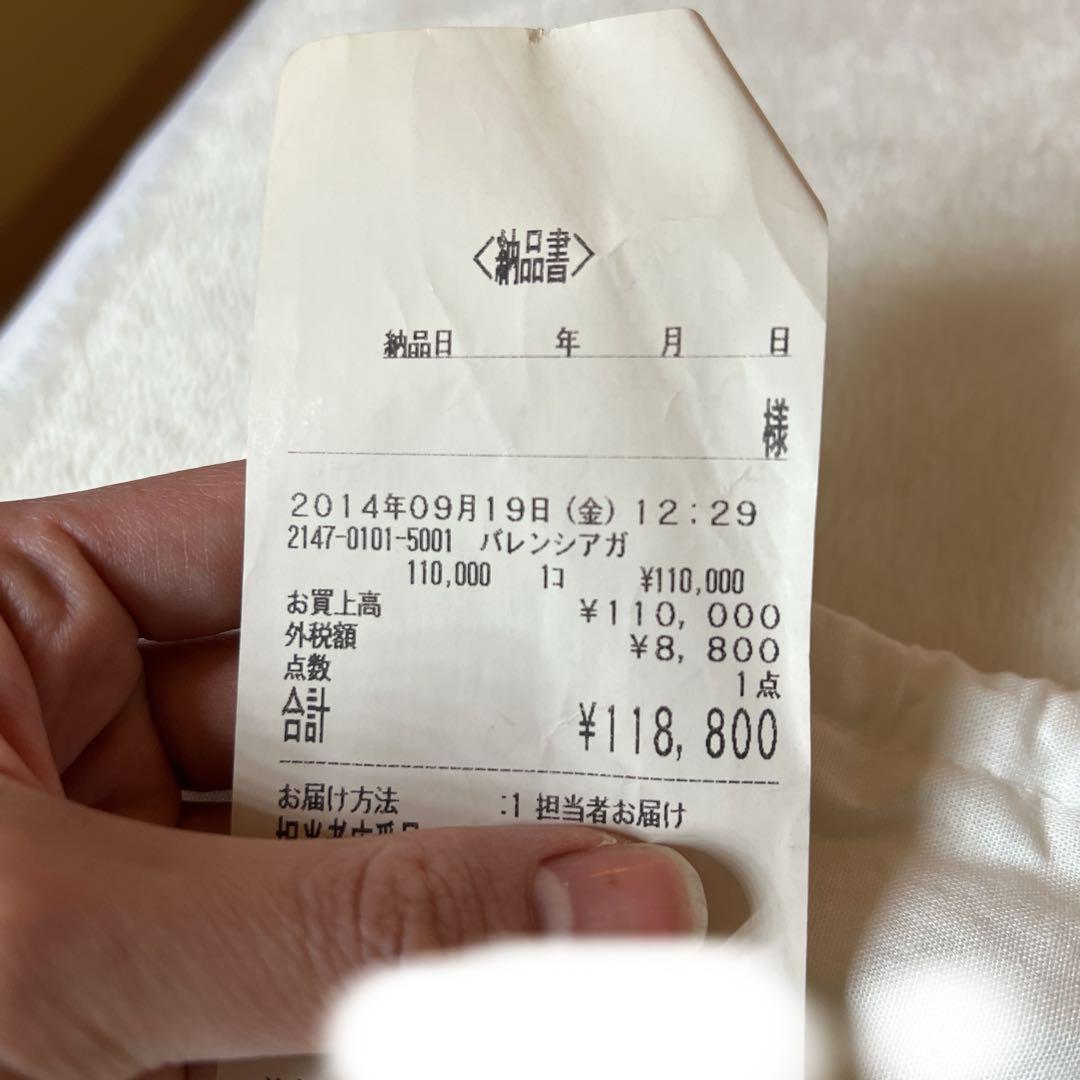 <納品書>
納品日 年 月 日
様
2014年09月19日(金)12:29
2147-0101-5001 バレンシアガ
110,000 1コ ¥110,000
お買上高 ¥110,000
外税額 ¥8,800
点数 1点
合計 ¥118,800
お届け方法 :1 担当者お届け